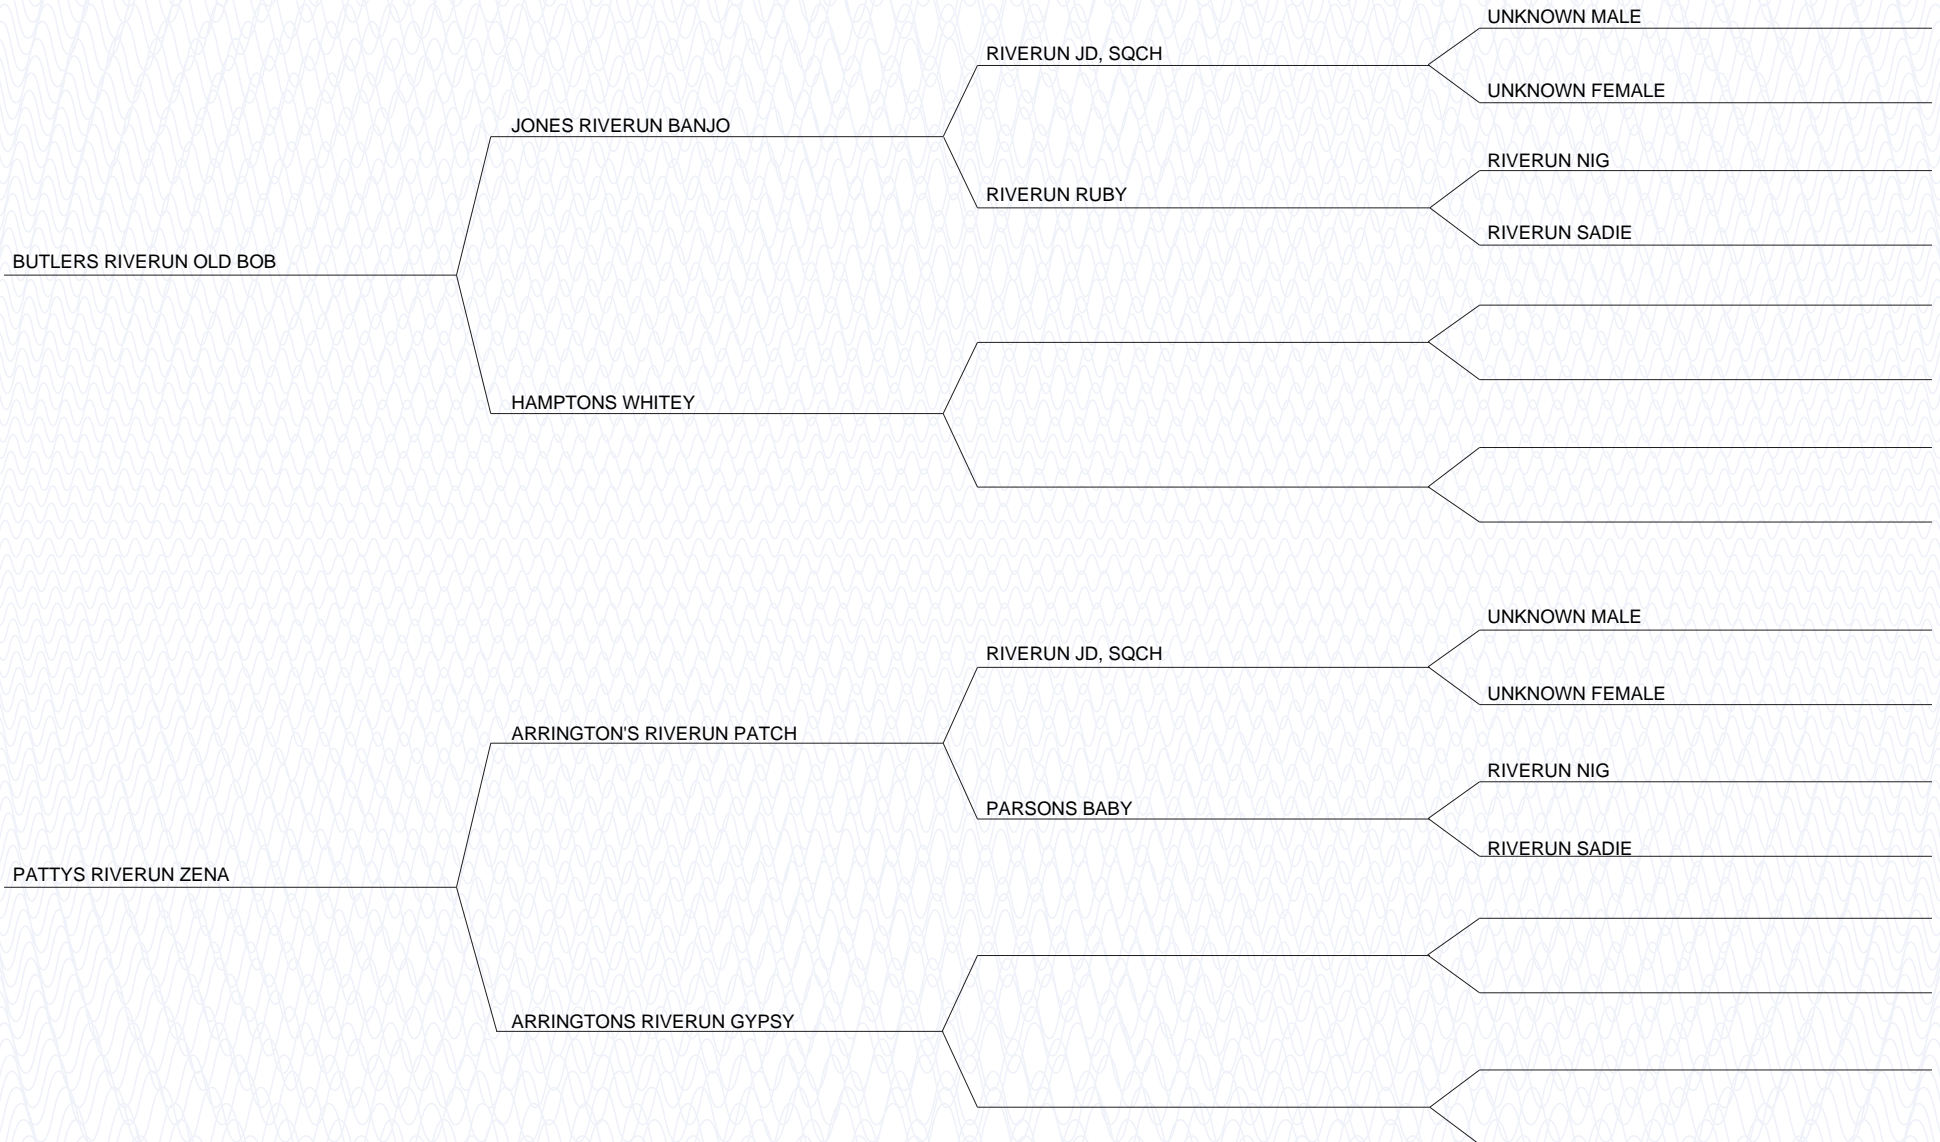 UNKNOWN MALE
RIVERUN JD, SQCH
UNKNOWN FEMALE
JONES RIVERUN BANJO
RIVERUN NIG
RIVERUN RUBY
RIVERUN SADIE
BUTLERS RIVERUN OLD BOB
HAMPTONS WHITEY
UNKNOWN MALE
RIVERUN JD, SQCH
UNKNOWN FEMALE
ARRINGTON'S RIVERUN PATCH
RIVERUN NIG
PARSONS BABY
RIVERUN SADIE
PATTYS RIVERUN ZENA
ARRINGTONS RIVERUN GYPSY